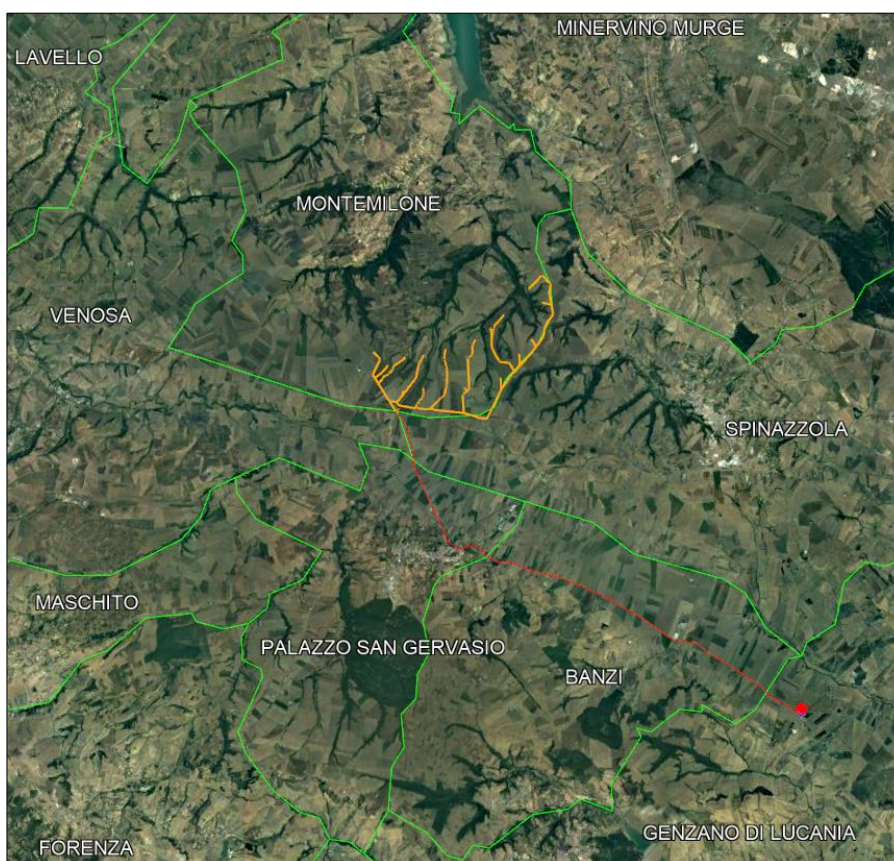 MINERVINO MURGE
LAVELLO
MONTEMILONE
VENOSA
SPINAZZOLA
MASCHITO
PALAZZO SAN GERVASIO
BANZI
FORENZA
GENZANO DI LUCANIA